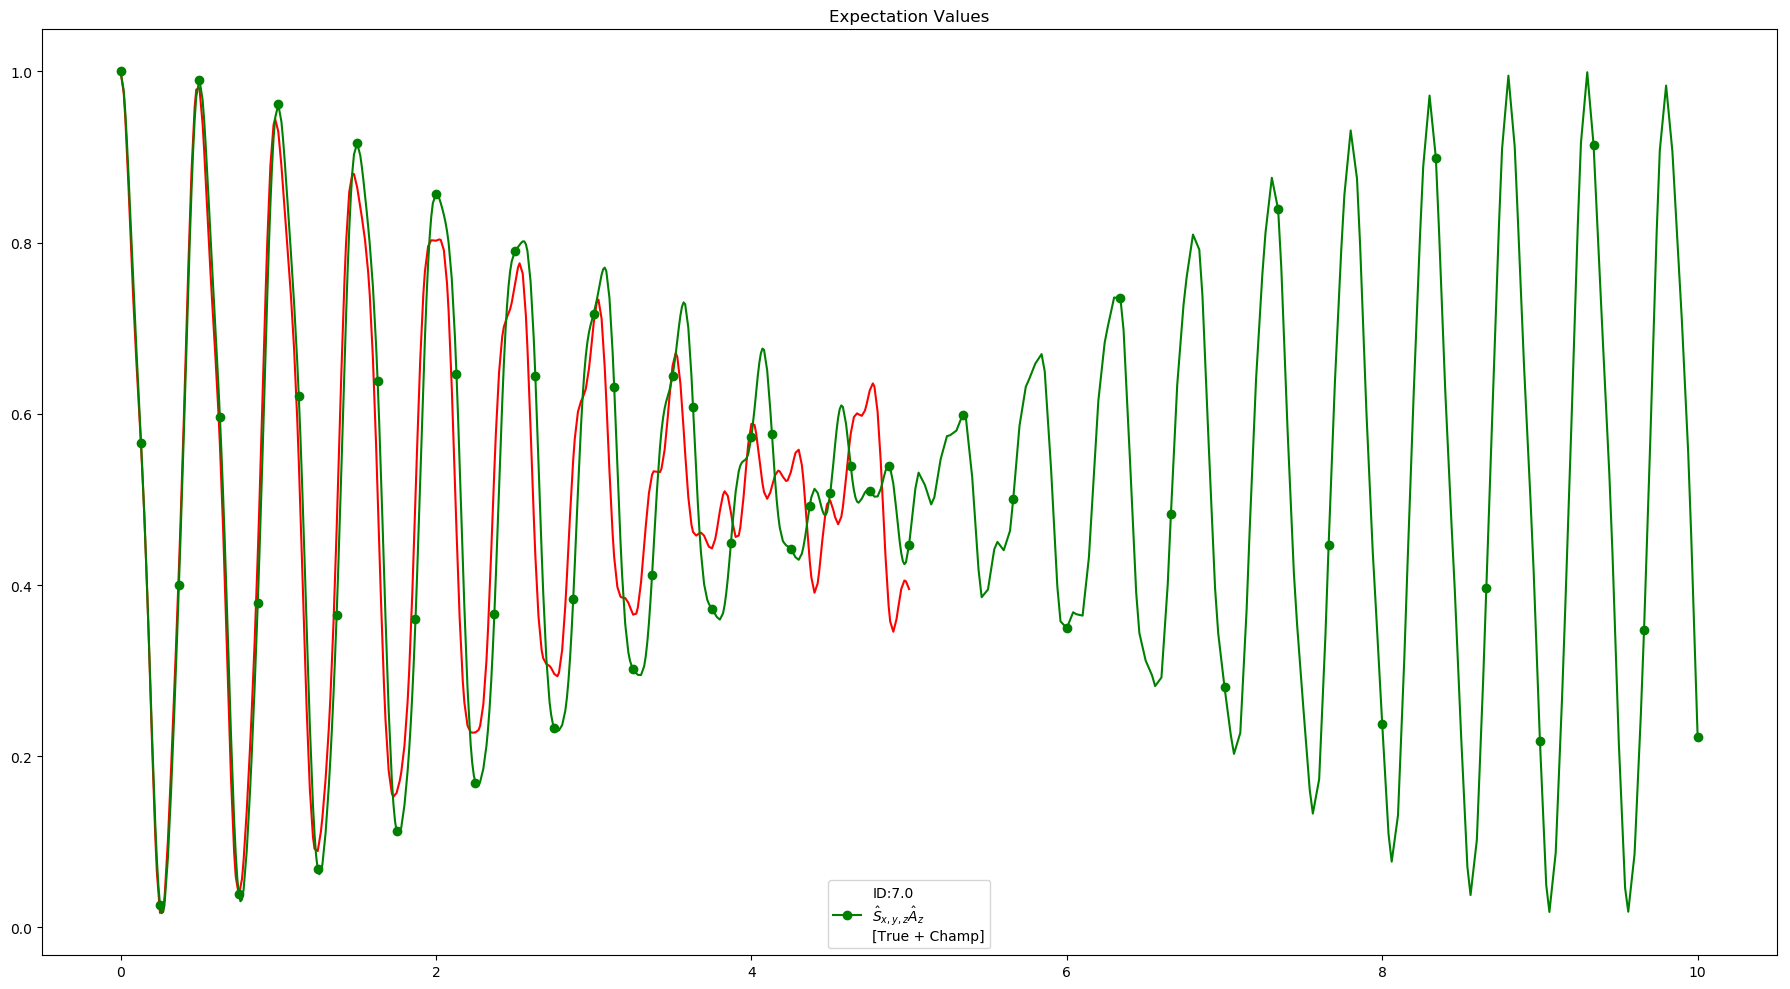 Expectation Values
1.0
0.8
0.6
0.4
0.2
0.0
ID:7.0
$\hat{S}_{x,y,z}\hat{A}_z$
[True + Champ]
0 2 4 6 8 10